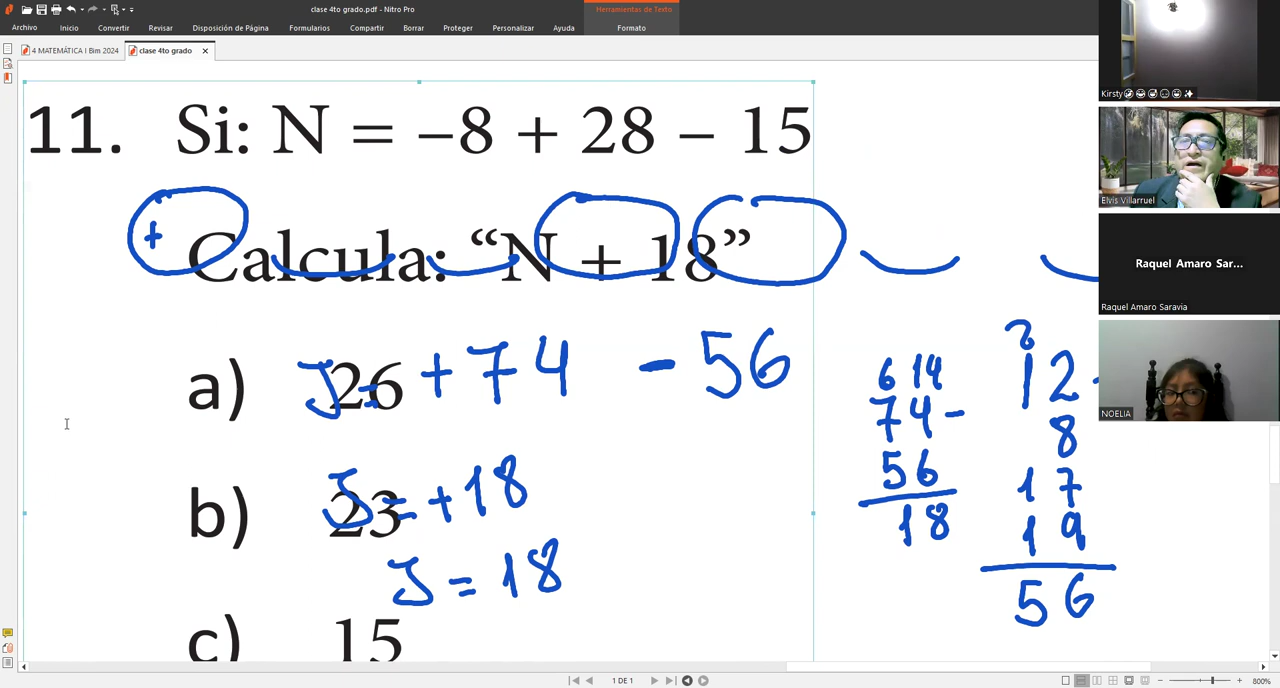 clase 4to grado.pdf - Nitro Pro
Herramientas de Texto
Archivo Inicio Convertir Revisar Disposición de Página Formularios Compartir Borrar Proteger Personalizar Ayuda Formato
4 MATEMÁTICA I Bim 2024 clase 4to grado
11. Si: N = –8 + 28 – 15
+
Calcula: “N + 18”
a) 26
J= +74 -56
b) 23
J = +18
J = 18
c) 15
6 14
74-
56
18
2
12
8
17
19
56
Kirsty
Elvis Villarruel
Raquel Amaro Sar...
Raquel Amaro Saravia
NOELIA
1 DE 1
800%